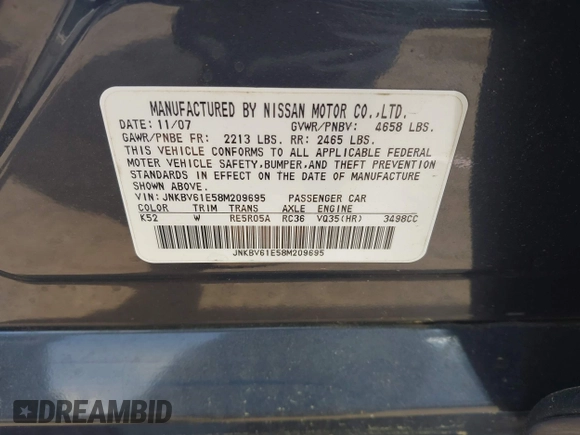 MANUFACTURED BY NISSAN MOTOR CO.,LTD.
DATE: 11/07 GVWR/PNBV: 4658 LBS.
GAWR/PNBE FR: 2213 LBS. RR: 2465 LBS.
THIS VEHICLE CONFORMS TO ALL APPLICABLE FEDERAL
MOTER VEHICLE SAFETY,BUMPER,AND THEFT PREVENTION
STANDARDS IN EFFECT ON THE DATE OF MANUFACTURE
SHOWN ABOVE.
VIN: JNKBV61E58M209695 PASSENGER CAR
COLOR TRIM TRANS AXLE ENGINE
K52 W RE5R05A RC36 VQ35(HR) 3498CC
JNKBV61E58M209695
DREAMBID